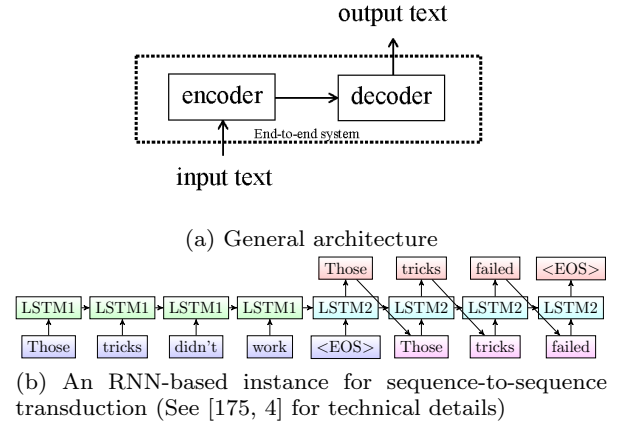 output text
encoder decoder
End-to-end system
input text
(a) General architecture
Those tricks failed <EOS>
LSTM1 LSTM1 LSTM1 LSTM1 LSTM2 LSTM2 LSTM2 LSTM2
Those tricks didn't work <EOS> Those tricks failed
(b) An RNN-based instance for sequence-to-sequence
transduction (See [175, 4] for technical details)